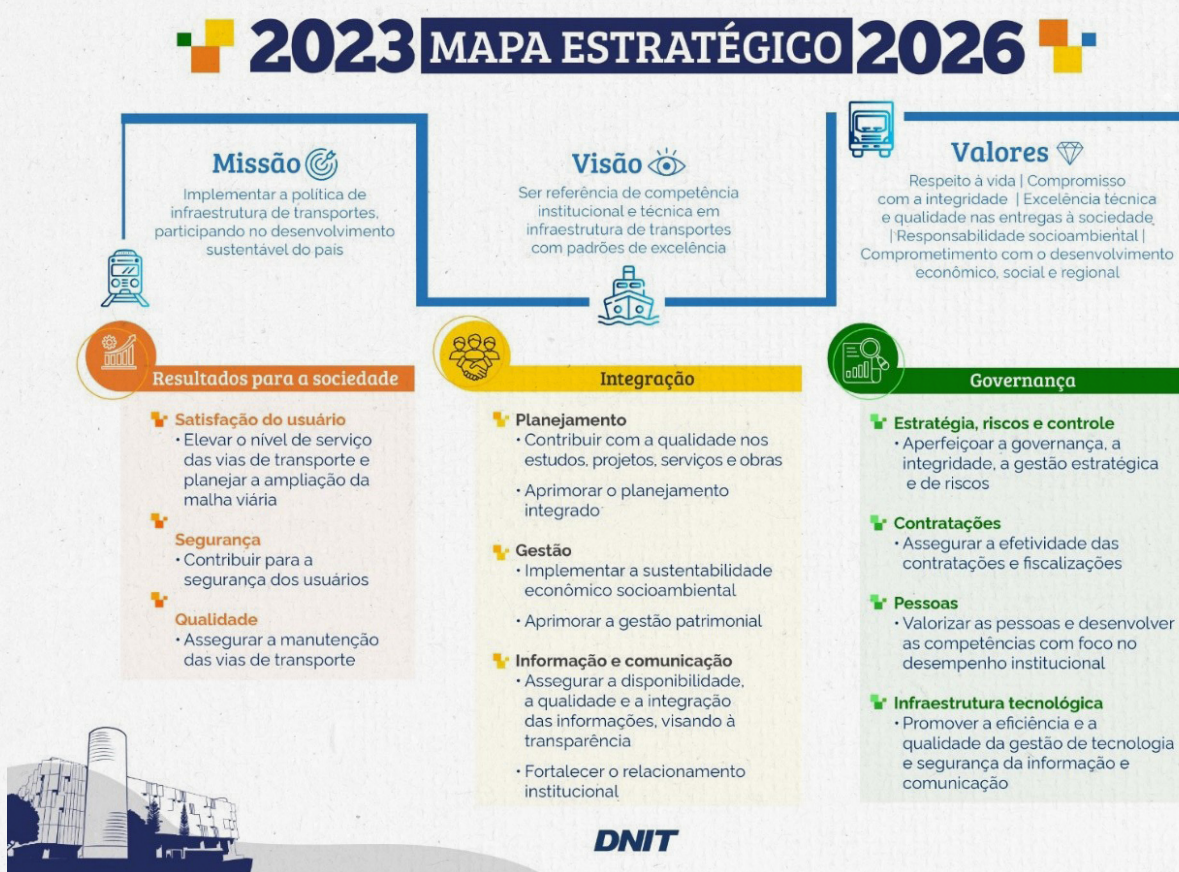 2023 MAPA ESTRATÉGICO 2026
Missão
Implementar a política de
infraestrutura de transportes,
participando no desenvolvimento
sustentável do país
Visão
Ser referência de competência
institucional e técnica em
infraestrutura de transportes
com padrões de excelência
Valores
Respeito à vida | Compromisso
com a integridade | Excelência técnica
e qualidade nas entregas à sociedade
| Responsabilidade socioambiental |
Comprometimento com o desenvolvimento
econômico, social e regional
Resultados para a sociedade
Satisfação do usuário
• Elevar o nível de serviço
das vias de transporte e
planejar a ampliação da
malha viária
Segurança
• Contribuir para a
segurança dos usuários
Qualidade
• Assegurar a manutenção
das vias de transporte
Integração
Planejamento
• Contribuir com a qualidade nos
estudos, projetos, serviços e obras
• Aprimorar o planejamento
integrado
Gestão
• Implementar a sustentabilidade
econômico socioambiental
• Aprimorar a gestão patrimonial
Informação e comunicação
• Assegurar a disponibilidade,
a qualidade e a integração
das informações, visando à
transparência
• Fortalecer o relacionamento
institucional
Governança
Estratégia, riscos e controle
• Aperfeiçoar a governança, a
integridade, a gestão estratégica
e de riscos
Contratações
• Assegurar a efetividade das
contratações e fiscalizações
Pessoas
• Valorizar as pessoas e desenvolver
as competências com foco no
desempenho institucional
Infraestrutura tecnológica
• Promover a eficiência e a
qualidade da gestão de tecnologia
e segurança da informação e
comunicação
DNIT